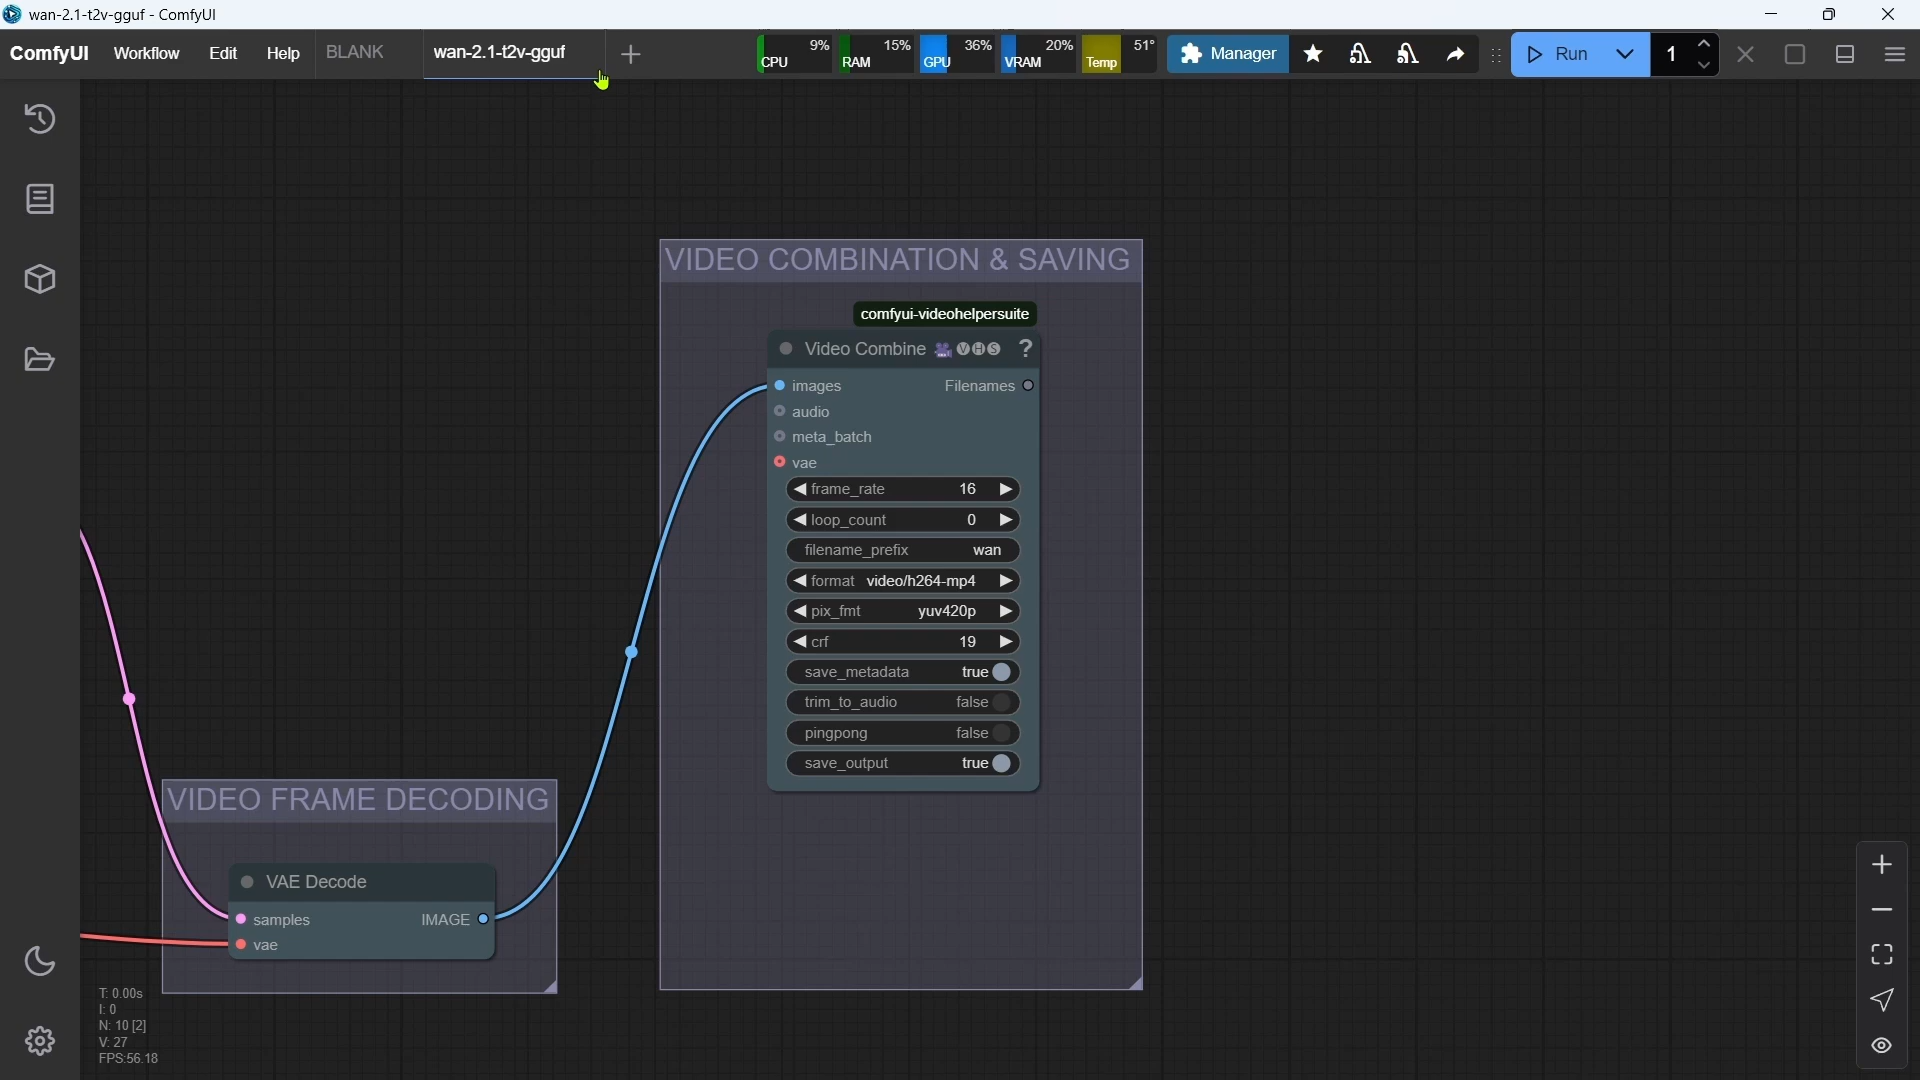 wan-2.1-t2v-gguf - ComfyUI
ComfyUI Workflow Edit Help BLANK wan-2.1-t2v-gguf
CPU 9% RAM 15% GPU 36% VRAM 20% Temp 51° Manager Run 1
VIDEO COMBINATION & SAVING
comfyui-videohelpersuite
Video Combine 🎥🅥🅗🅢 ?
images Filenames
audio
meta_batch
vae
frame_rate 16
loop_count 0
filename_prefix wan
format video/h264-mp4
pix_fmt yuv420p
crf 19
save_metadata true
trim_to_audio false
pingpong false
save_output true
VIDEO FRAME DECODING
VAE Decode
samples IMAGE
vae
T: 0.00s
I: 0
N: 10 [2]
V: 27
FPS:56.18